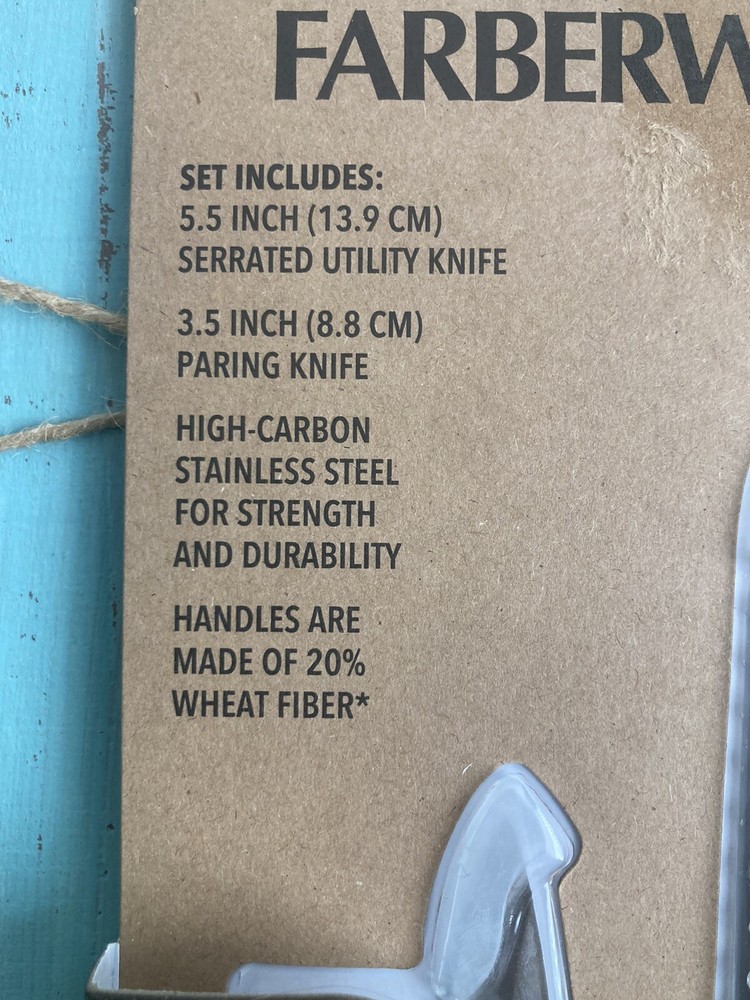 FARBERW
SET INCLUDES:
5.5 INCH (13.9 CM)
SERRATED UTILITY KNIFE
3.5 INCH (8.8 CM)
PARING KNIFE
HIGH-CARBON
STAINLESS STEEL
FOR STRENGTH
AND DURABILITY
HANDLES ARE
MADE OF 20%
WHEAT FIBER*